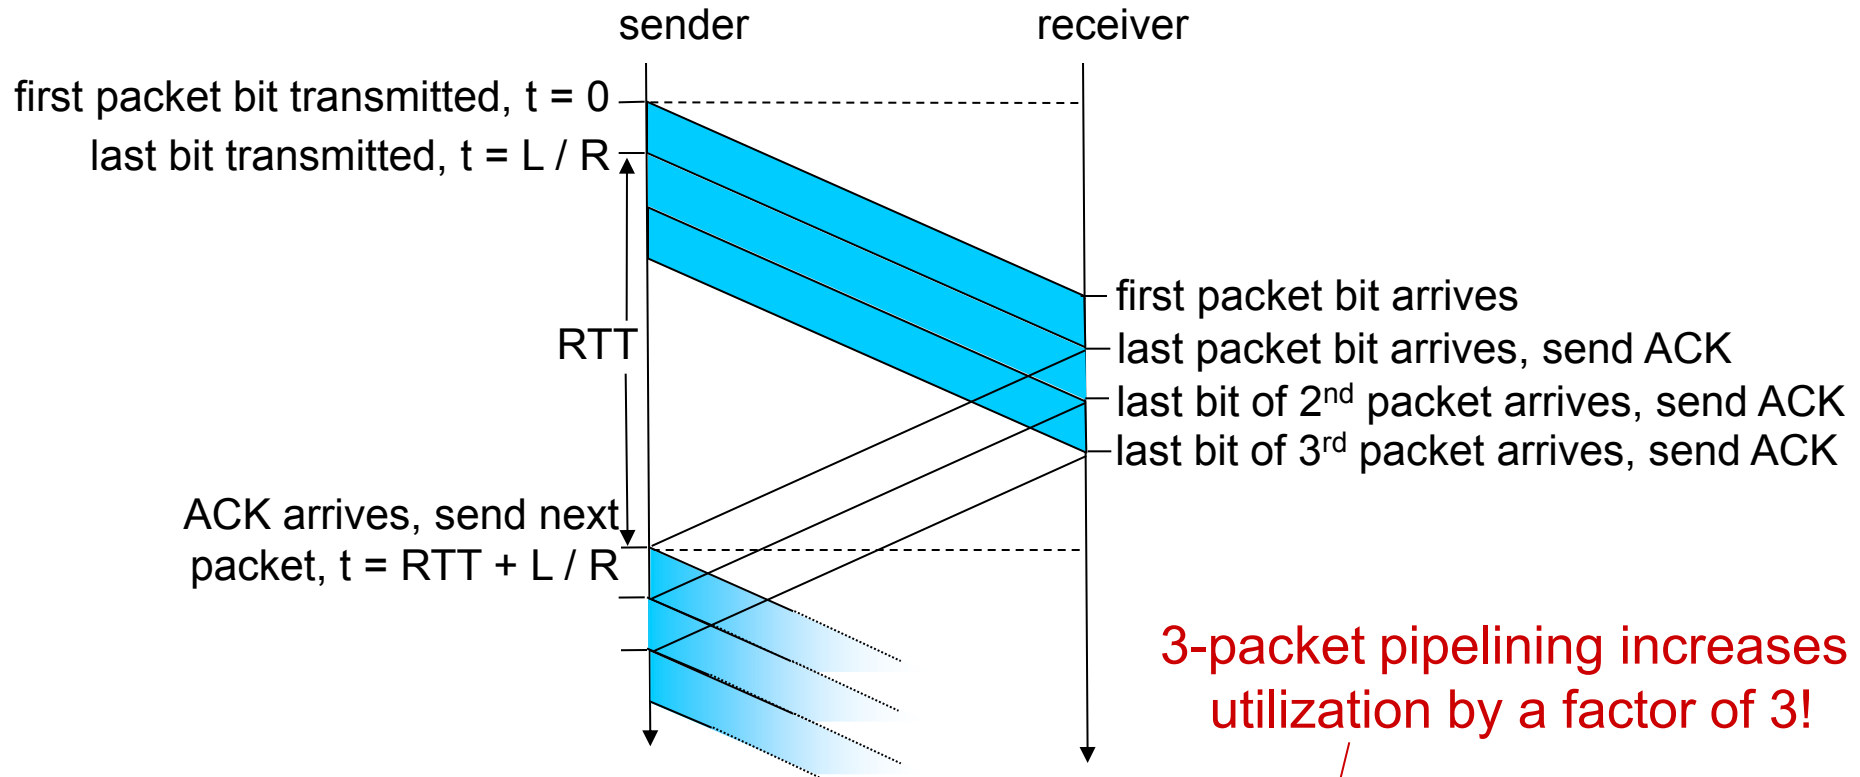 sender
receiver
first packet bit transmitted, t = 0
last bit transmitted, t = L / R
RTT
first packet bit arrives
last packet bit arrives, send ACK
last bit of 2nd packet arrives, send ACK
last bit of 3rd packet arrives, send ACK
ACK arrives, send next
packet, t = RTT + L / R
3-packet pipelining increases
utilization by a factor of 3!